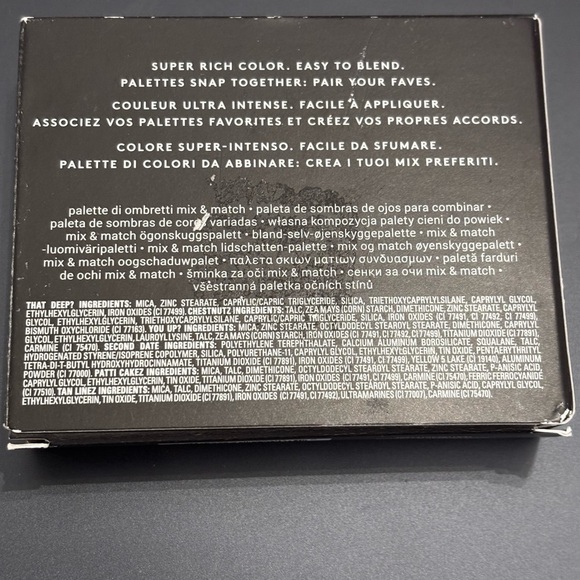 SUPER RICH COLOR. EASY TO BLEND.
PALETTES SNAP TOGETHER: PAIR YOUR FAVES.
COULEUR ULTRA INTENSE. FACILE À APPLIQUER.
ASSOCIEZ VOS PALETTES FAVORITES ET CRÉEZ VOS PROPRES ACCORDS.
COLORE SUPER-INTENSO. FACILE DA SFUMARE.
PALETTE DI COLORI DA ABBINARE: CREA I TUOI MIX PREFERITI.
palette di ombretti mix & match • paleta de sombras de ojos para combinar •
paleta de sombras de cores variadas • własna kompozycja palety cieni do powiek •
mix & match ögonskuggspalett • bland-selv-øjenskyggepalette • mix & match
-luomiväripaletti • mix & match lidschatten-palette • mix og match øyenskyggepalett •
mix & match oogschaduwpalet • παλετα σκιων ματιων συνδυασμων • paletă farduri
de ochi mix & match • šminka za oči mix & match • сенки за очи mix & match •
všestranná paletka očních stínů
THAT DEEP? INGREDIENTS: MICA, ZINC STEARATE, CAPRYLIC/CAPRIC TRIGLYCERIDE, SILICA, TRIETHOXYCAPRYLYLSILANE, CAPRYLYL GLYCOL,
ETHYLHEXYLGLYCERIN, IRON OXIDES (CI 77499). CHESTNUTZ INGREDIENTS: TALC, ZEA MAYS (CORN) STARCH, DIMETHICONE, ZINC STEARATE, CAPRYLYL
GLYCOL, ETHYLHEXYLGLYCERIN, TRIETHOXYCAPRYLYLSILANE, CAPRYLIC/CAPRIC TRIGLYCERIDE, SILICA, IRON OXIDES (CI 77491, CI 77492, CI 77499),
BISMUTH OXYCHLORIDE (CI 77163). YOU UP? INGREDIENTS: MICA, ZINC STEARATE, OCTYLDODECYL STEAROYL STEARATE, DIMETHICONE, CAPRYLYL
GLYCOL, ETHYLHEXYLGLYCERIN, LAUROYL LYSINE, TALC, ZEA MAYS (CORN) STARCH, IRON OXIDES (CI 77491, CI 77499), TITANIUM DIOXIDE (CI 77891),
CARMINE (CI 75470). SECOND DATE INGREDIENTS: POLYETHYLENE TEREPHTHALATE, CALCIUM ALUMINUM BOROSILICATE, SQUALANE, TALC,
HYDROGENATED STYRENE/ISOPRENE COPOLYMER, SILICA, POLYURETHANE-11, CAPRYLYL GLYCOL, ETHYLHEXYLGLYCERIN, TIN OXIDE, PENTAERYTHRITYL
TETRA-DI-T-BUTYL HYDROXYHYDROCINNAMATE, TITANIUM DIOXIDE (CI 77891), IRON OXIDES (CI 77491, CI 77499), YELLOW 5 LAKE (CI 19140), ALUMINUM
POWDER (CI 77000). PATTI CAKEZ INGREDIENTS: MICA, TALC, DIMETHICONE, OCTYLDODECYL STEAROYL STEARATE, ZINC STEARATE, P-ANISIC ACID,
CAPRYLYL GLYCOL, ETHYLHEXYLGLYCERIN, TIN OXIDE, TITANIUM DIOXIDE (CI 77891), IRON OXIDES (CI 77491, CI 77499), CARMINE (CI 75470), FERRIC FERROCYANIDE
(CI 77510). TAN LINEZ INGREDIENTS: MICA, TALC, DIMETHICONE, ZINC STEARATE, OCTYLDODECYL STEAROYL STEARATE, P-ANISIC ACID, CAPRYLYL GLYCOL,
ETHYLHEXYLGLYCERIN, TIN OXIDE, TITANIUM DIOXIDE (CI 77891), IRON OXIDES (CI 77491, CI 77492), ULTRAMARINES (CI 77007), CARMINE (CI 75470).